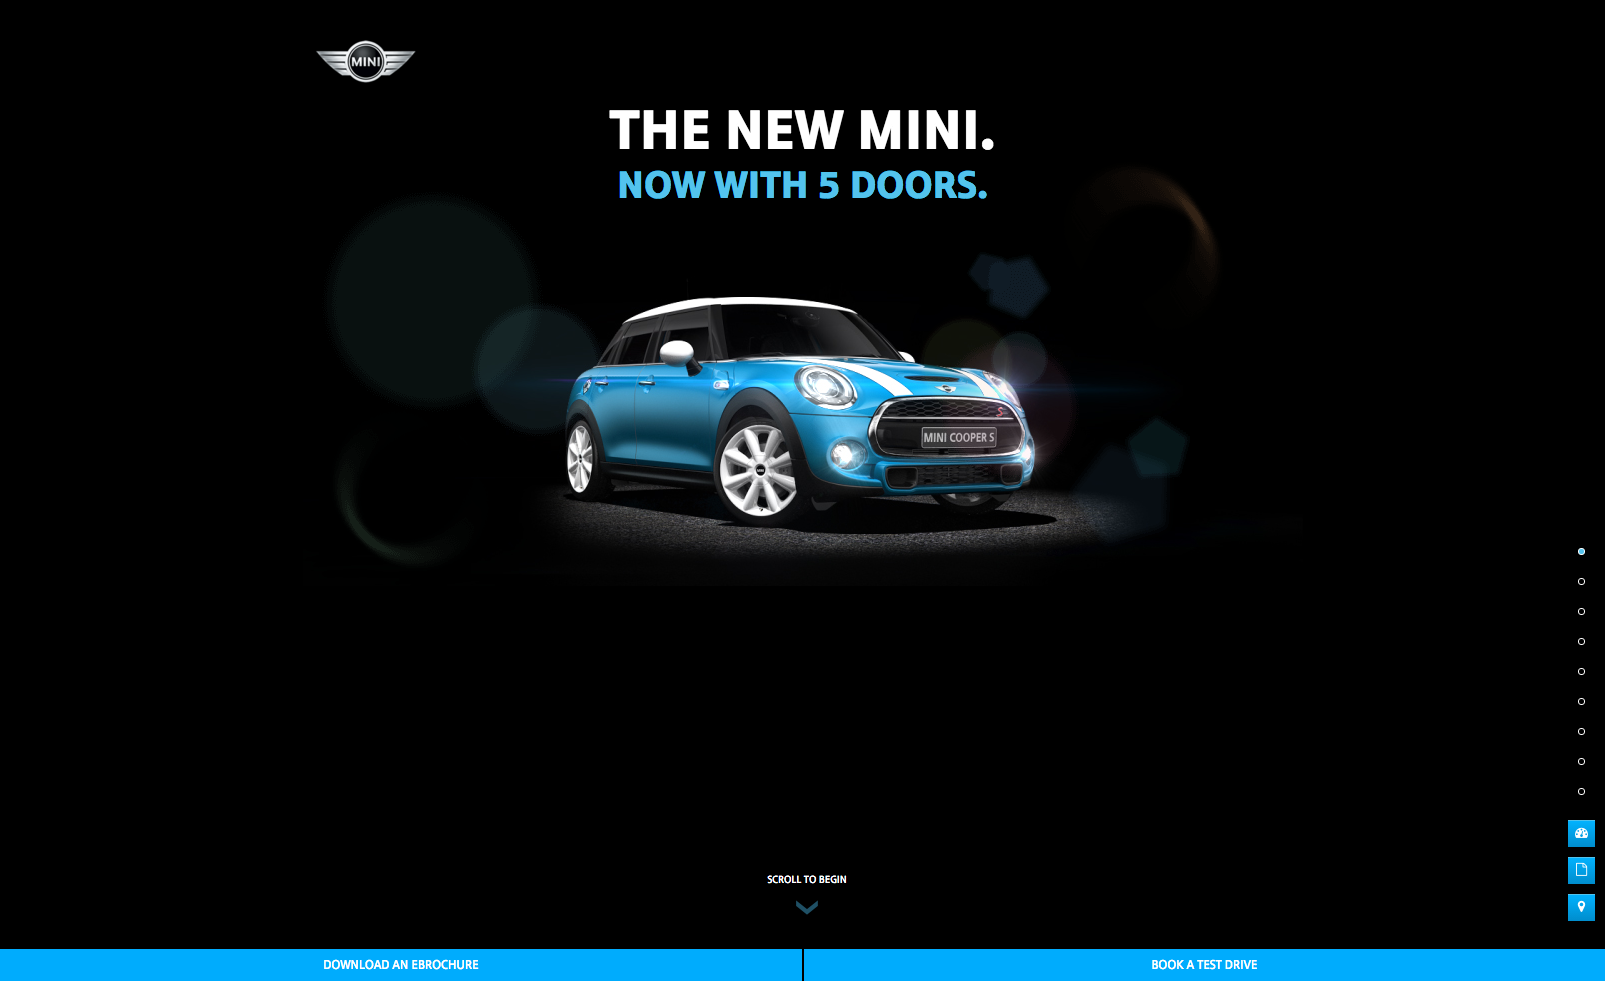 MINI
THE NEW MINI.
NOW WITH 5 DOORS.
MINI COOPER S
SCROLL TO BEGIN
DOWNLOAD AN EBROCHURE
BOOK A TEST DRIVE